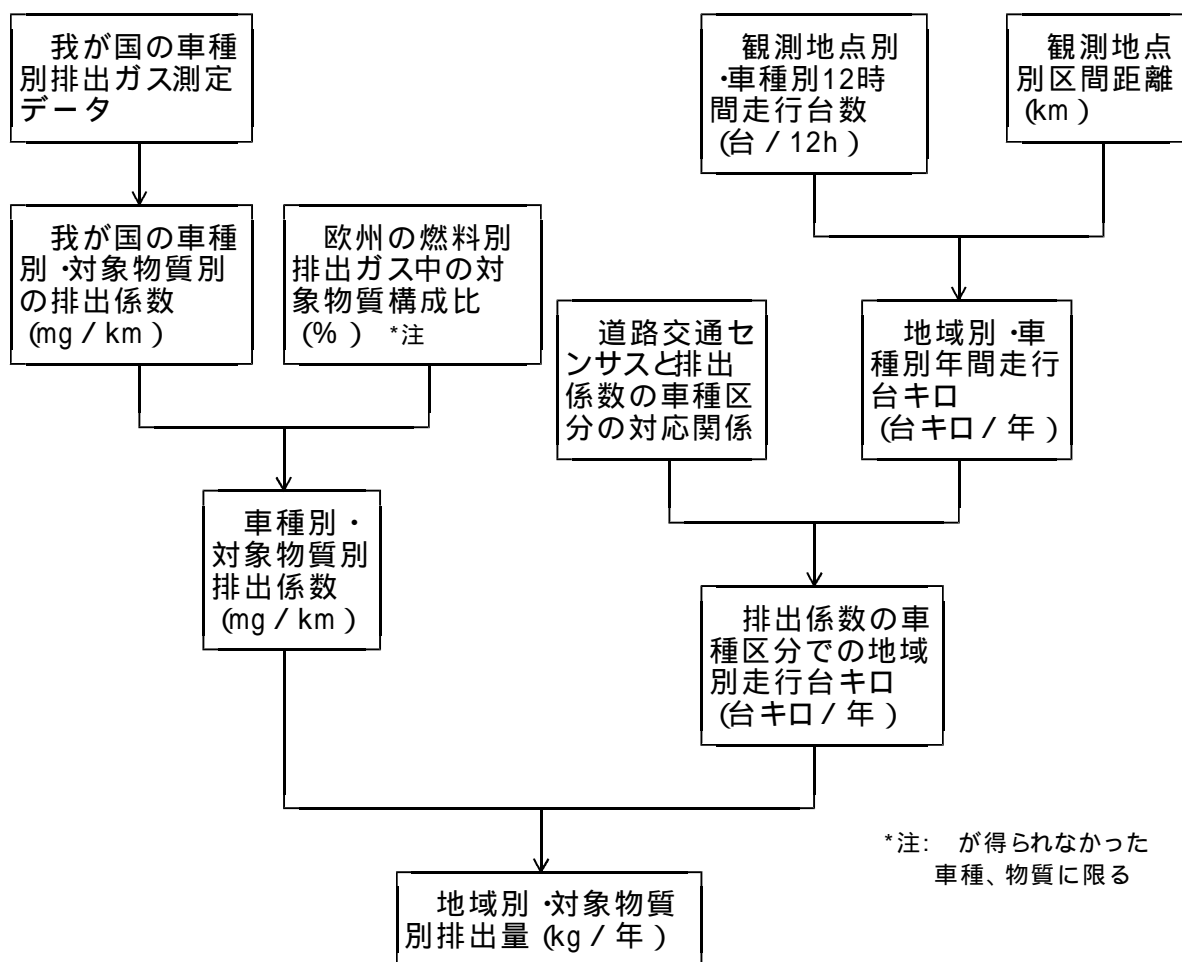 我が国の車種
別排出ガス測定
データ
観測地点別
・車種別12時
間走行台数
(台/12h)
観測地点
別区間距離
(km)
我が国の車種
別・対象物質別
の排出係数
(mg/km)
欧州の燃料別
排出ガス中の対
象物質構成比
(%) *注
道路交通セ
ンサスと排出
係数の車種区
分の対応関係
地域別・車
種別年間走行
台キロ
(台キロ/年)
車種別・
対象物質別
排出係数
(mg/km)
排出係数の車
種区分での地域
別走行台キロ
(台キロ/年)
*注: が得られなかった
車種、物質に限る
地域別・対象物質
別排出量(kg/年)